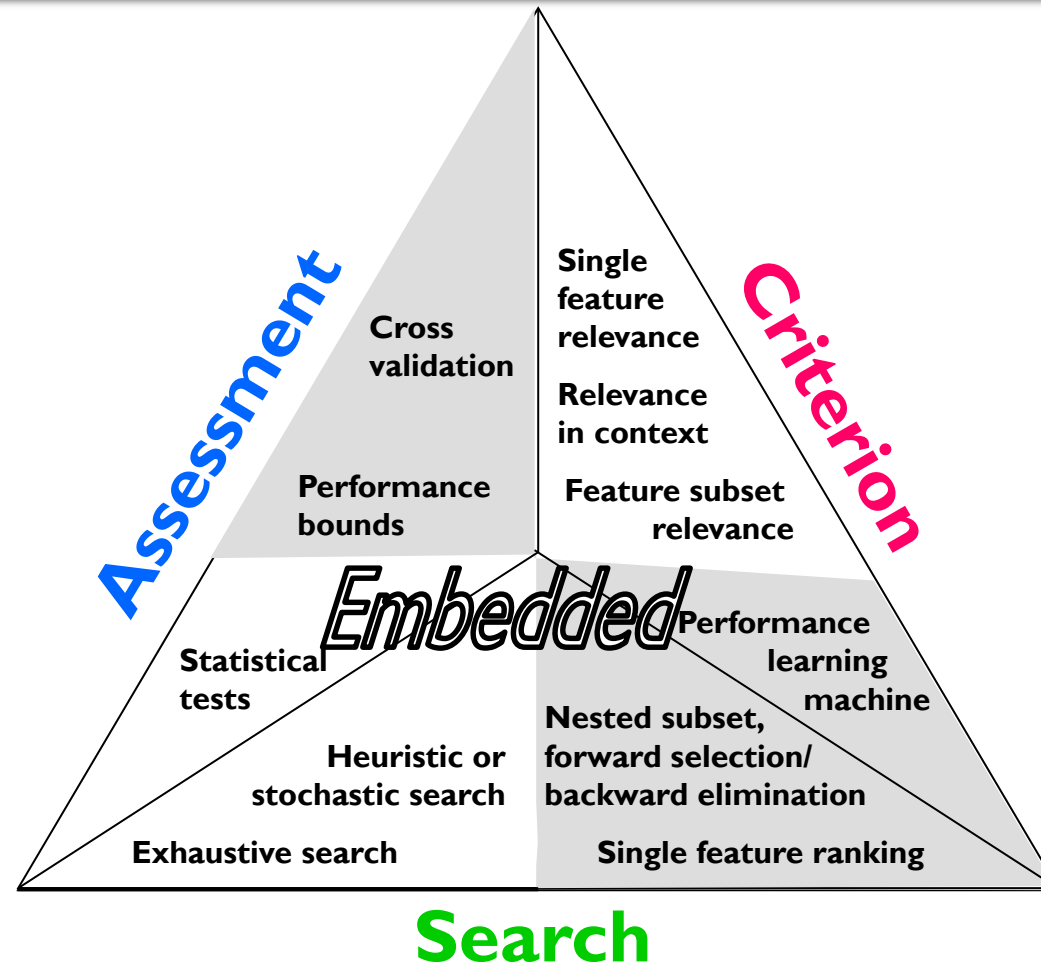 Assessment
Criterion
Cross
validation
Performance
bounds
Single
feature
relevance
Relevance
in context
Feature subset
relevance
Embedded
Statistical
tests
Performance
learning
machine
Heuristic or
stochastic search
Nested subset,
forward selection/
backward elimination
Exhaustive search
Single feature ranking
Search